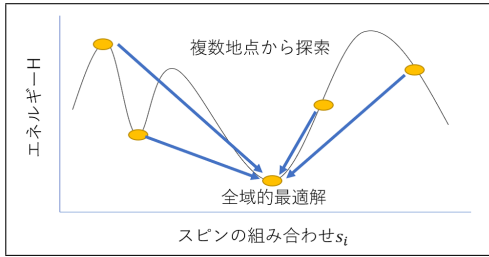 複数地点から探索
エネルギーH
全域的最適解
スピンの組み合わせsᵢ